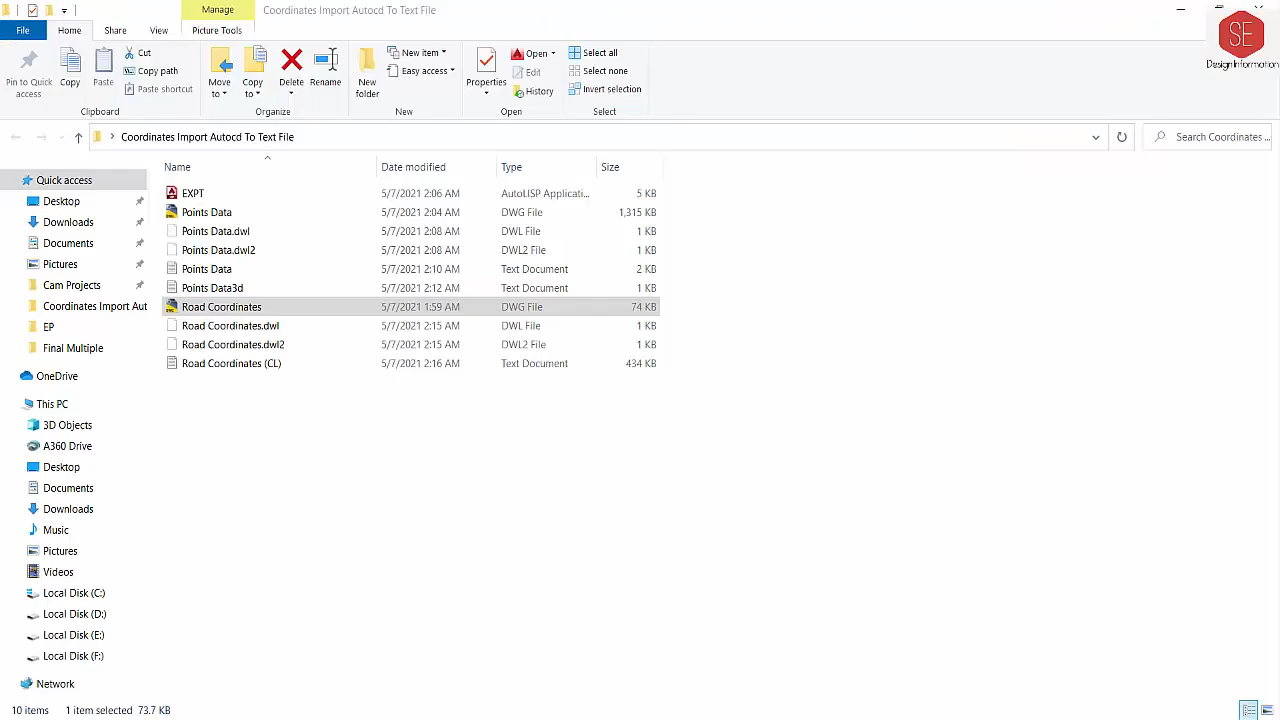 Manage
Coordinates Import Autocd To Text File
File
Home
Share
View
Picture Tools
Pin to Quick access
Copy
Paste
Cut
Copy path
Paste shortcut
Clipboard
Move to
Copy to
Delete
Rename
Organize
New folder
New item
Easy access
New
Properties
Open
Edit
History
Open
Select all
Select none
Invert selection
Select
SE
Design Information
Coordinates Import Autocd To Text File
Search Coordinates ...
Name Date modified Type Size
EXPT 5/7/2021 2:06 AM AutoLISP Applicati... 5 KB
Points Data 5/7/2021 2:04 AM DWG File 1,315 KB
Points Data.dwl 5/7/2021 2:08 AM DWL File 1 KB
Points Data.dwl2 5/7/2021 2:08 AM DWL2 File 1 KB
Points Data 5/7/2021 2:10 AM Text Document 2 KB
Points Data3d 5/7/2021 2:12 AM Text Document 1 KB
Road Coordinates 5/7/2021 1:59 AM DWG File 74 KB
Road Coordinates.dwl 5/7/2021 2:15 AM DWL File 1 KB
Road Coordinates.dwl2 5/7/2021 2:15 AM DWL2 File 1 KB
Road Coordinates (CL) 5/7/2021 2:16 AM Text Document 434 KB
Quick access
Desktop
Downloads
Documents
Pictures
Cam Projects
Coordinates Import Aut
EP
Final Multiple
OneDrive
This PC
3D Objects
A360 Drive
Desktop
Documents
Downloads
Music
Pictures
Videos
Local Disk (C:)
Local Disk (D:)
Local Disk (E:)
Local Disk (F:)
Network
10 items 1 item selected 73.7 KB